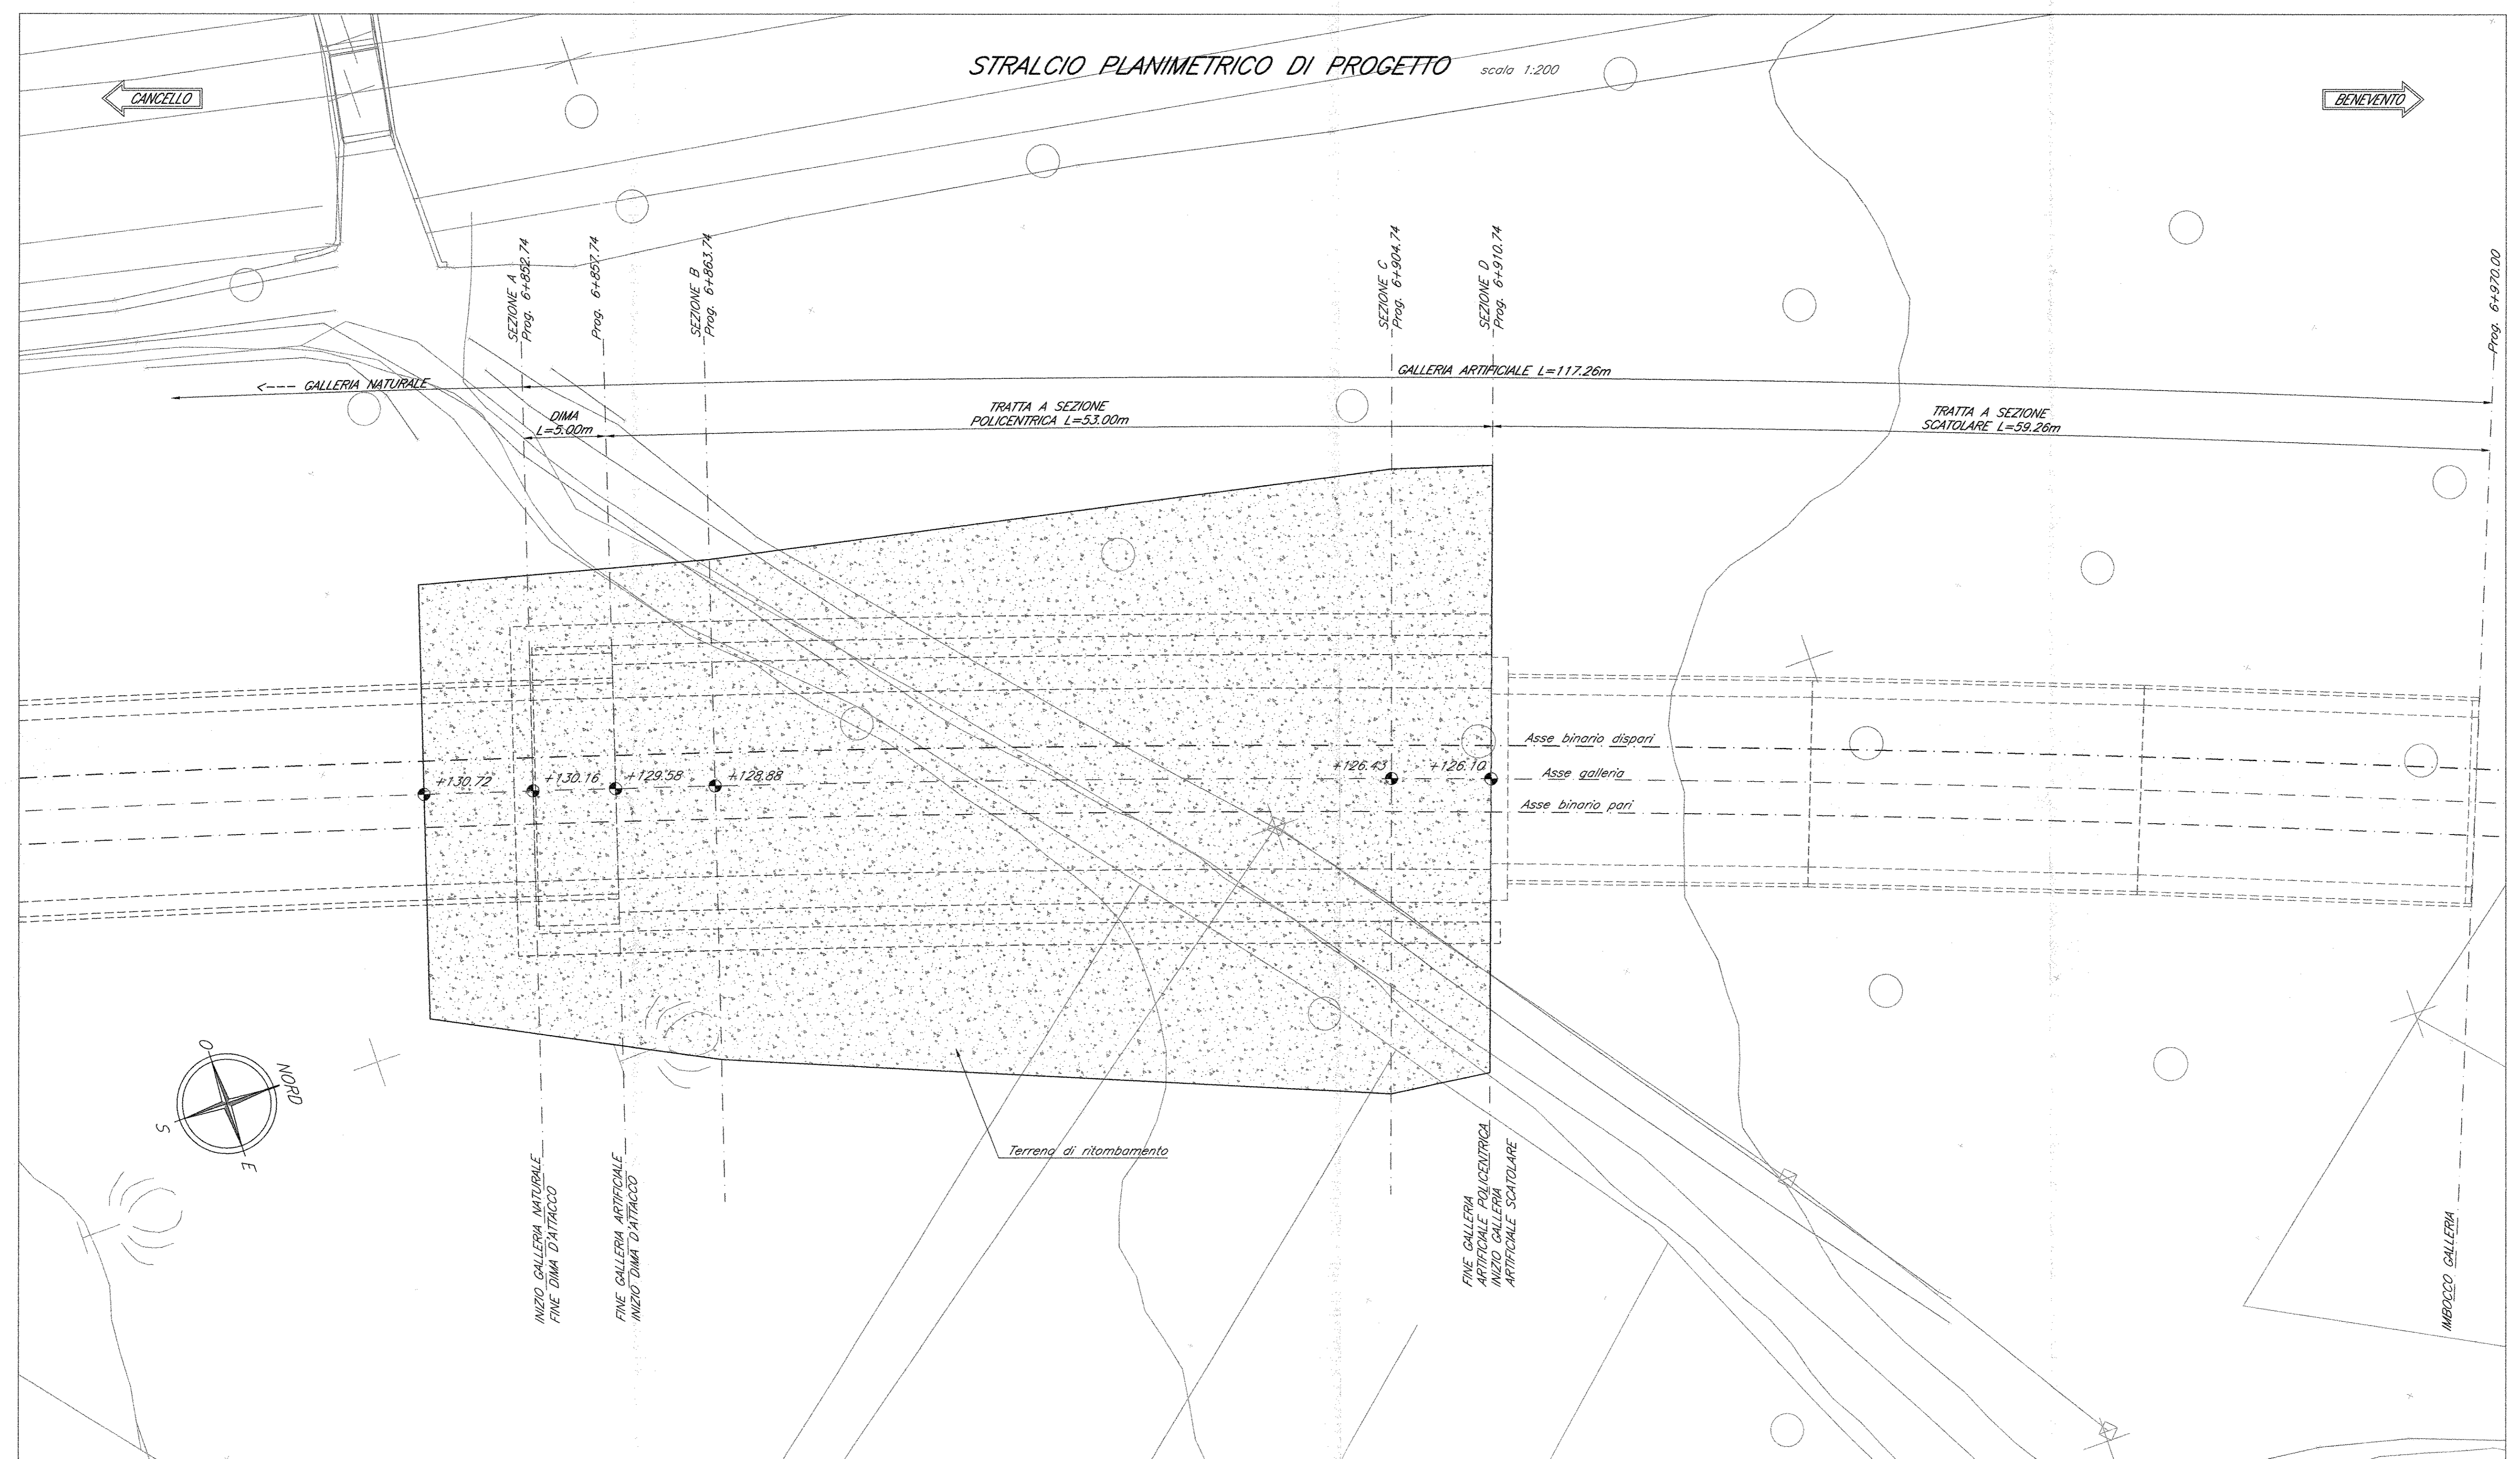 STRALCIO PLANIMETRICO DI PROGETTO scala 1:200
CANCELLO
BENEVENTO
SEZIONE A
Prog. 6+852.74
Prog. 6+857.74
SEZIONE B
Prog. 6+863.74
SEZIONE C
Prog. 6+904.74
SEZIONE D
Prog. 6+910.74
Prog. 6+970.00
<--- GALLERIA NATURALE
GALLERIA ARTIFICIALE L=117.26m
DIMA
L=5.00m
TRATTA A SEZIONE
POLICENTRICA L=53.00m
TRATTA A SEZIONE
SCATOLARE L=59.26m
Asse binario dispari
Asse galleria
Asse binario pari
+130.72
+130.16
+129.58
+128.88
+126.43
+126.10
O
NORD
S
E
Terreno di ritombamento
INIZIO GALLERIA NATURALE
FINE DIMA D'ATTACCO
FINE GALLERIA ARTIFICIALE
INIZIO DIMA D'ATTACCO
FINE GALLERIA
ARTIFICIALE POLICENTRICA
INIZIO GALLERIA
ARTIFICIALE SCATOLARE
IMBOCCO GALLERIA